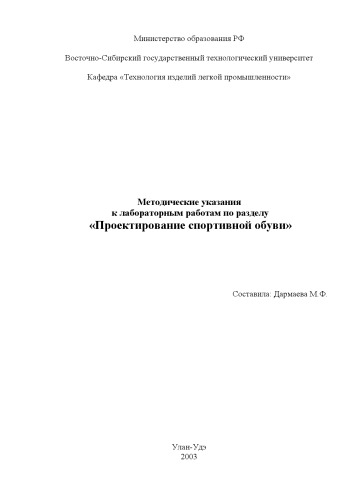 Министерство образования РФ
Восточно-Сибирский государственный технологический университет
Кафедра «Технология изделий легкой промышленности»
Методические указания
к лабораторным работам по разделу
«Проектирование спортивной обуви»
Составила: Дармаева М.Ф.
Улан-Удэ
2003